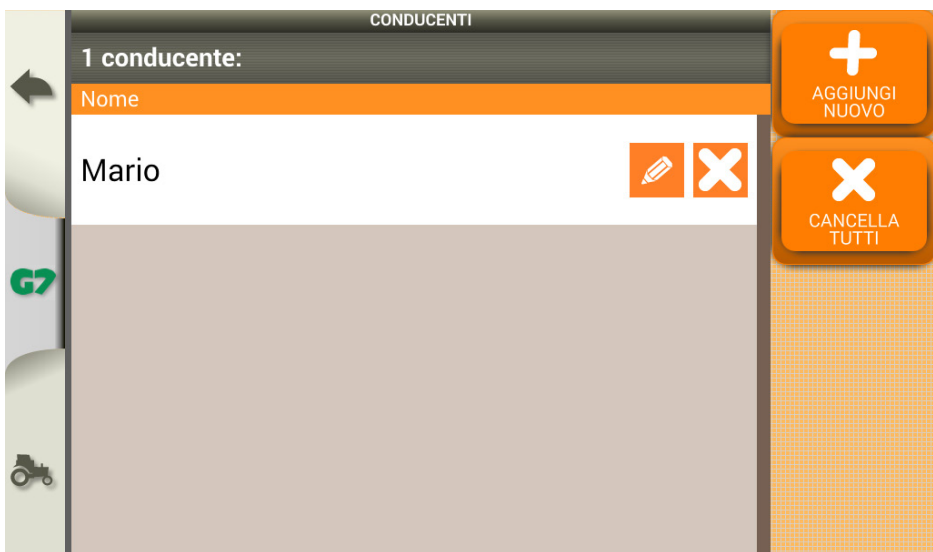 CONDUCENTI
1 conducente:
Nome
Mario
AGGIUNGI
NUOVO
CANCELLA
TUTTI
G7